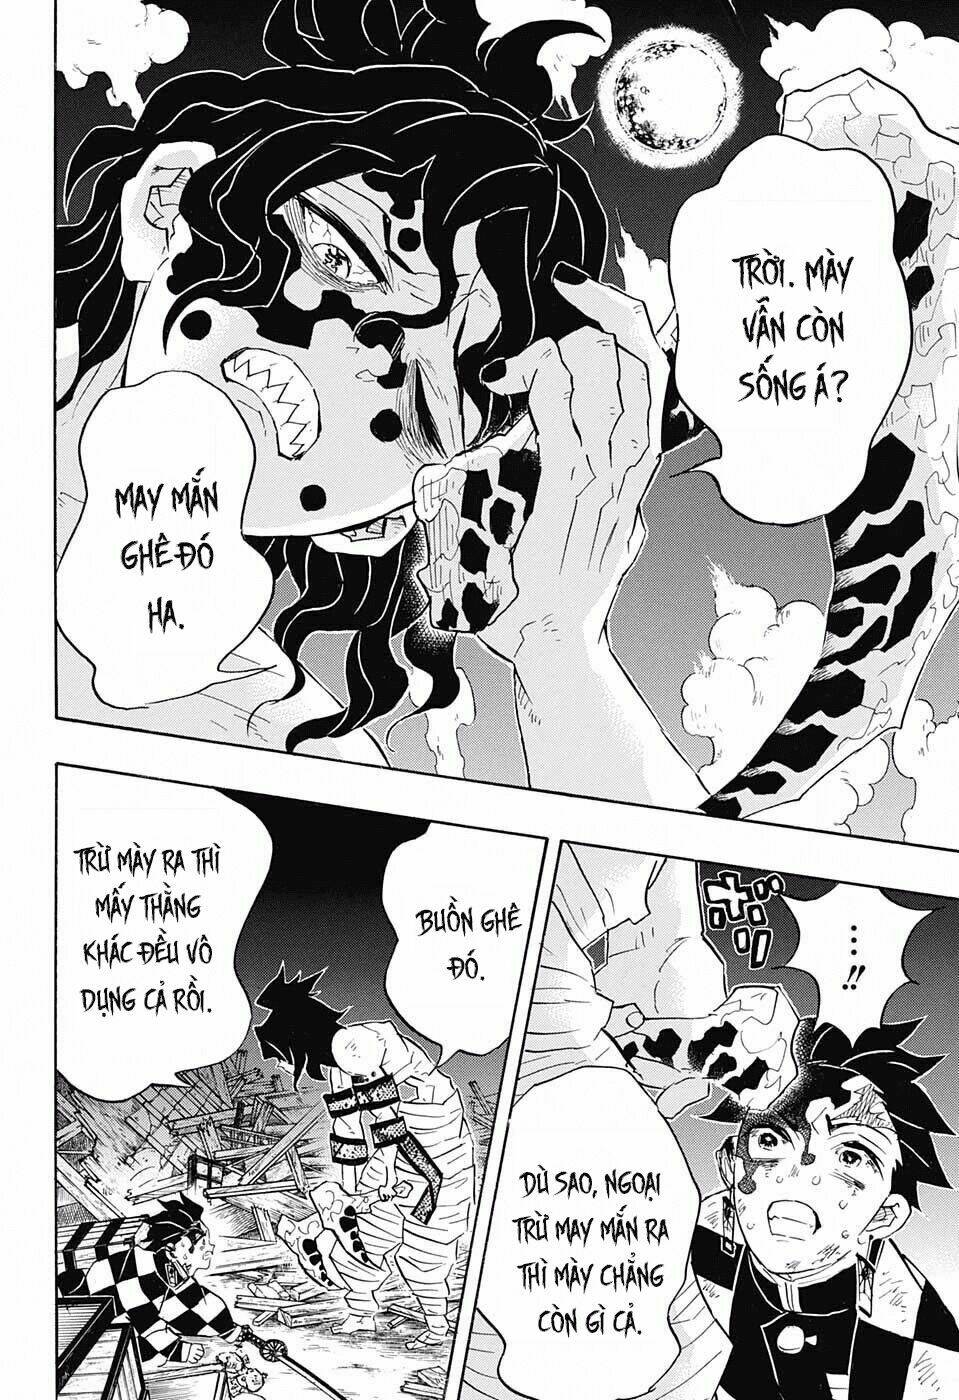 TRỜI. MÀY
VẪN CÒN
SỐNG Á?
MAY MẮN
GHÊ ĐÓ
HA.
...!!
DÙ SAO, NGOẠI
TRỪ MAY MẮN RA
THÌ MÀY CHẲNG
CÒN GÌ CẢ.
BUỒN GHÊ
ĐÓ.
TRỪ MÀY RA THÌ
MẤY THẰNG
KHÁC ĐỀU VÔ
DỤNG CẢ RỒI.